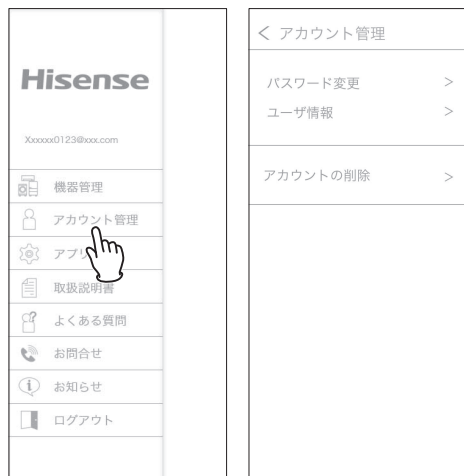 Hisense
Xxxxxx0123@xxx.com
機器管理
アカウント管理
アプリ
取扱説明書
よくある質問
お問合せ
お知らせ
ログアウト
< アカウント管理
パスワード変更 >
ユーザ情報 >
アカウントの削除 >